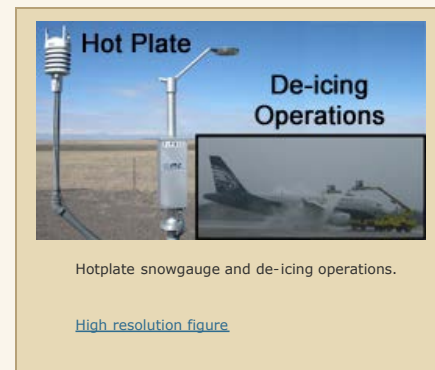 Hot Plate
De-icing
Operations
Hotplate snowgauge and de-icing operations.
High resolution figure